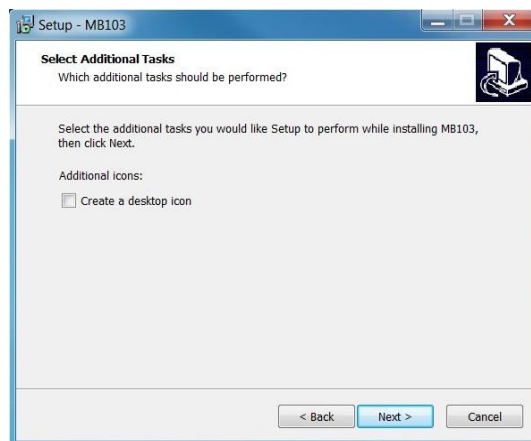 Setup - MB103
Select Additional Tasks
Which additional tasks should be performed?
Select the additional tasks you would like Setup to perform while installing MB103,
then click Next.
Additional icons:
Create a desktop icon
< Back Next > Cancel